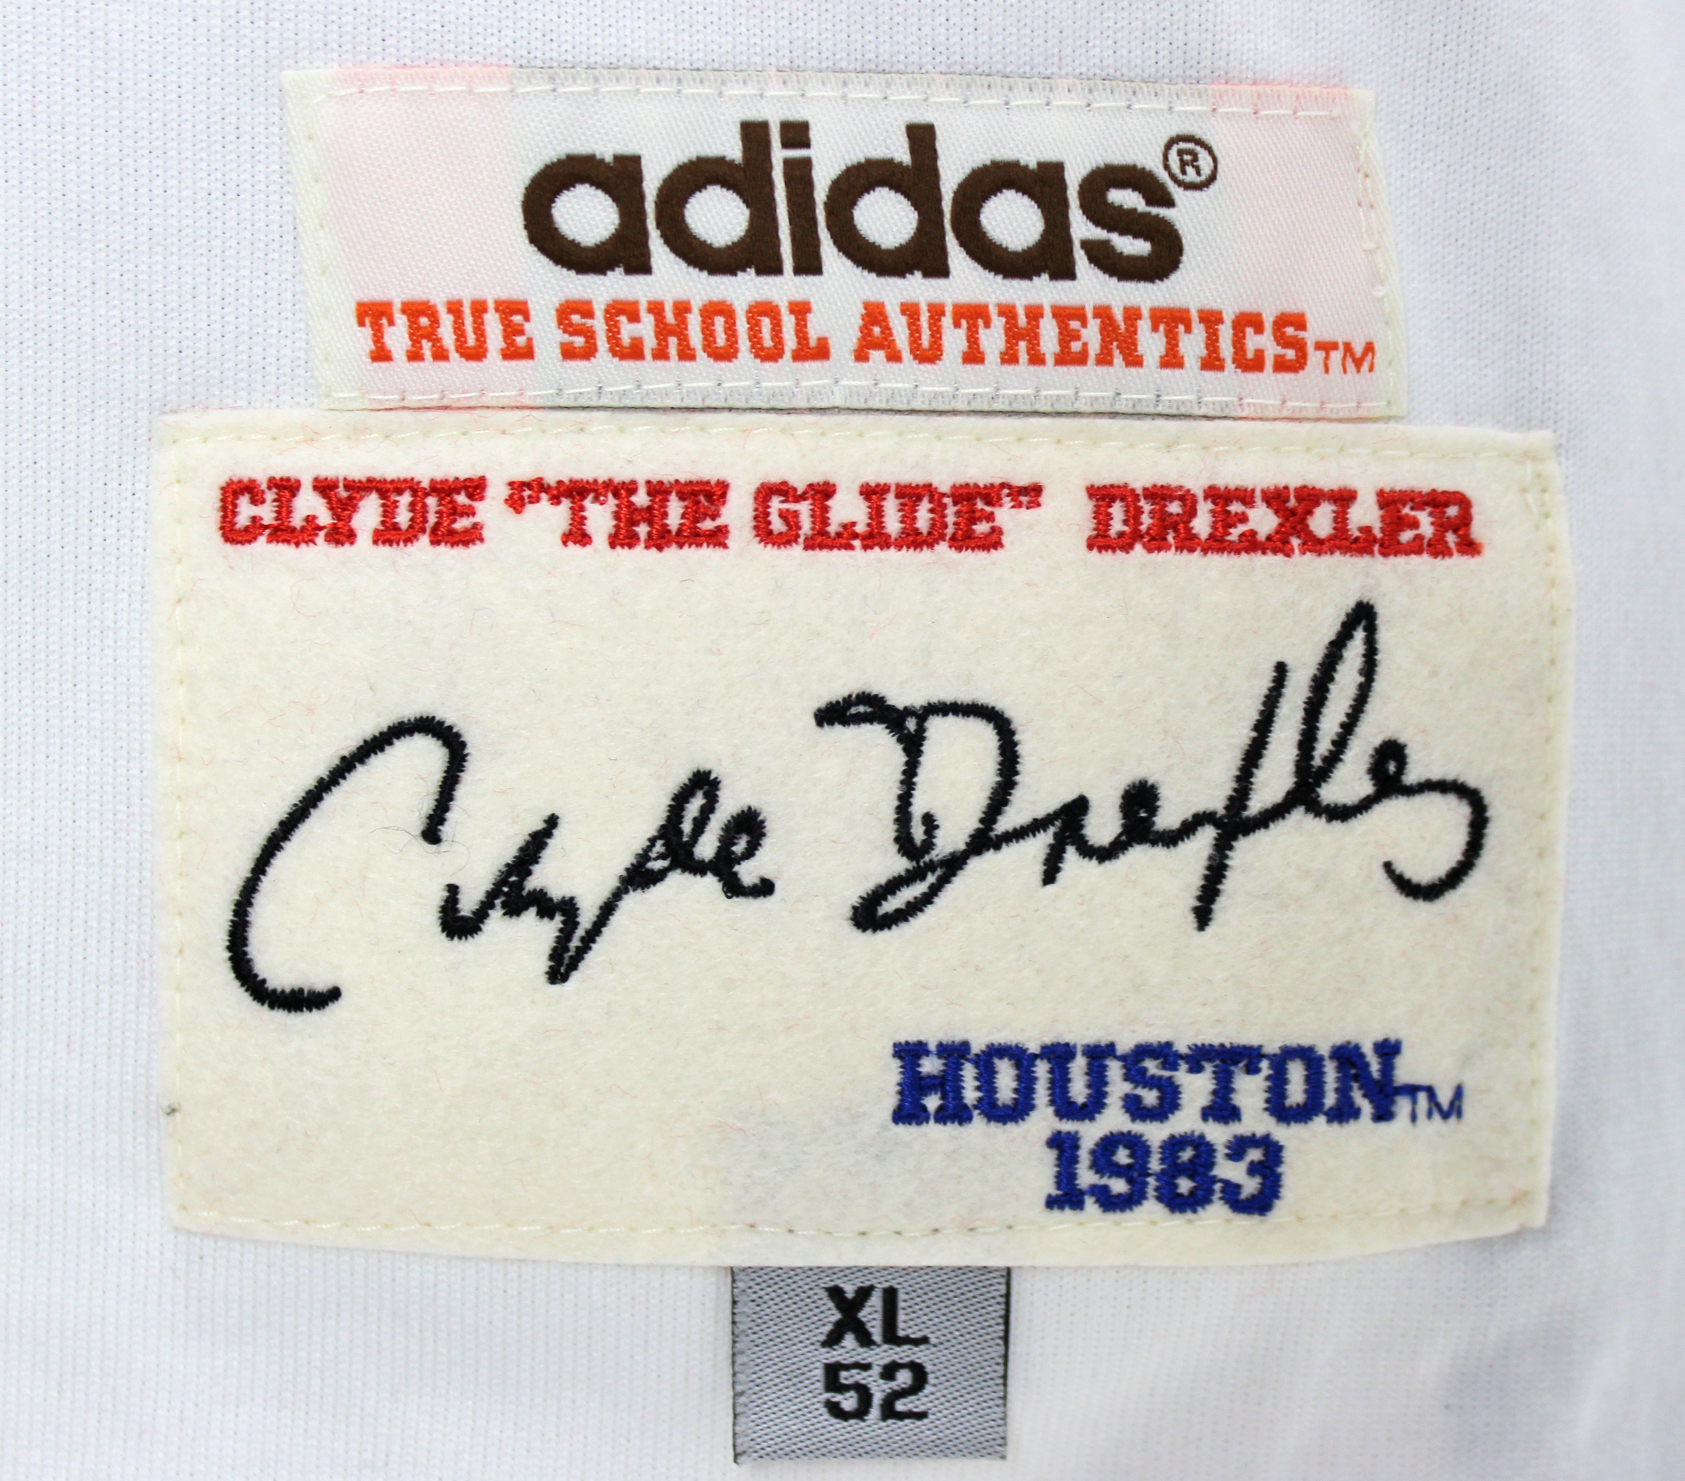 adidas®
TRUE SCHOOL AUTHENTICS™
CLYDE "THE GLIDE" DREXLER
Clyde Drexler
HOUSTON™
1983
XL
52